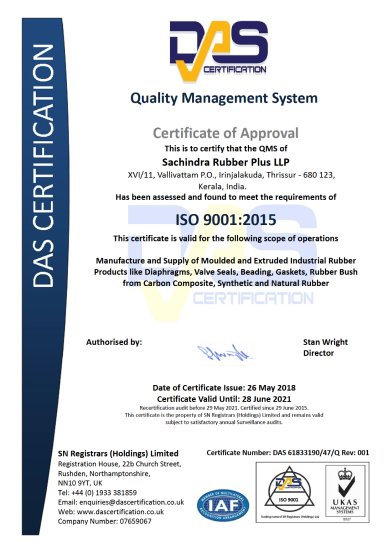 DAS
CERTIFICATION
DAS CERTIFICATION
Quality Management System
Certificate of Approval
This is to certify that the QMS of
Sachindra Rubber Plus LLP
XVI/11, Vallivattam P.O., Irinjalakuda, Thrissur - 680 123,
Kerala, India.
Has been assessed and found to meet the requirements of
ISO 9001:2015
This certificate is valid for the following scope of operations
Manufacture and Supply of Moulded and Extruded Industrial Rubber
Products like Diaphragms, Valve Seals, Beading, Gaskets, Rubber Bush
from Carbon Composite, Synthetic and Natural Rubber
DAS
CERTIFICATION
Authorised by:
Stan Wright
Director
Date of Certificate Issue: 26 May 2018
Certificate Valid Until: 28 June 2021
Recertification audit before 29 May 2021. Certified since 29 June 2015.
This certificate is the property of SN Registrars (Holdings) Limited and remains valid
subject to satisfactory annual Surveillance audits.
SN Registrars (Holdings) Limited
Registration House, 22b Church Street,
Rushden, Northamptonshire,
NN10 9YT, UK
Tel: +44 (0) 1933 381859
Email: enquiries@dascertification.co.uk
Web: www.dascertification.co.uk
Company Number: 07659067
Certificate Number: DAS 61833190/47/Q Rev: 001
IAF
DAS
ISO 9001
UKAS
MANAGEMENT
SYSTEMS